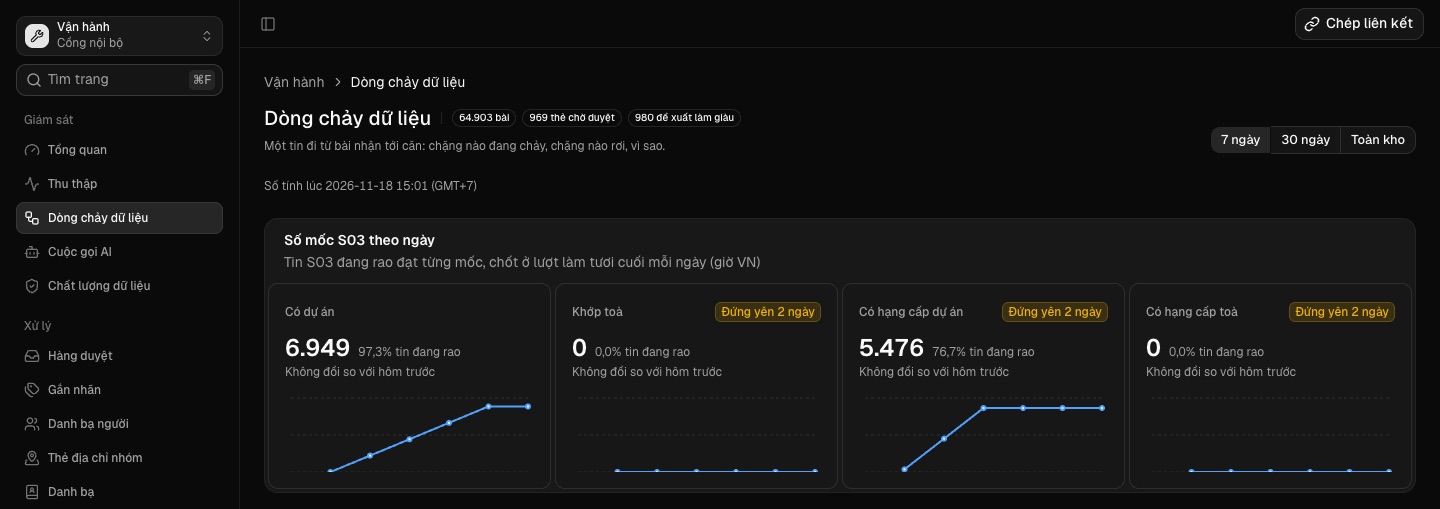 Vận hành
Cổng nội bộ
Tìm trang
⌘F
Giám sát
Tổng quan
Thu thập
Dòng chảy dữ liệu
Cuộc gọi AI
Chất lượng dữ liệu
Xử lý
Hàng duyệt
Gắn nhãn
Danh bạ người
Thẻ địa chỉ nhóm
Danh bạ
Chép liên kết
Vận hành > Dòng chảy dữ liệu
Dòng chảy dữ liệu
64.903 bài
969 thẻ chờ duyệt
980 đề xuất làm giàu
Một tin đi từ bài nhận tới căn: chặng nào đang chảy, chặng nào rơi, vì sao.
7 ngày
30 ngày
Toàn kho
Số tính lúc 2026-11-18 15:01 (GMT+7)
Số mốc S03 theo ngày
Tin S03 đang rao đạt từng mốc, chốt ở lượt làm tươi cuối mỗi ngày (giờ VN)
Có dự án
6.949 97,3% tin đang rao
Không đổi so với hôm trước
Khớp toà
Đứng yên 2 ngày
0 0,0% tin đang rao
Không đổi so với hôm trước
Có hạng cấp dự án
Đứng yên 2 ngày
5.476 76,7% tin đang rao
Không đổi so với hôm trước
Có hạng cấp toà
Đứng yên 2 ngày
0 0,0% tin đang rao
Không đổi so với hôm trước